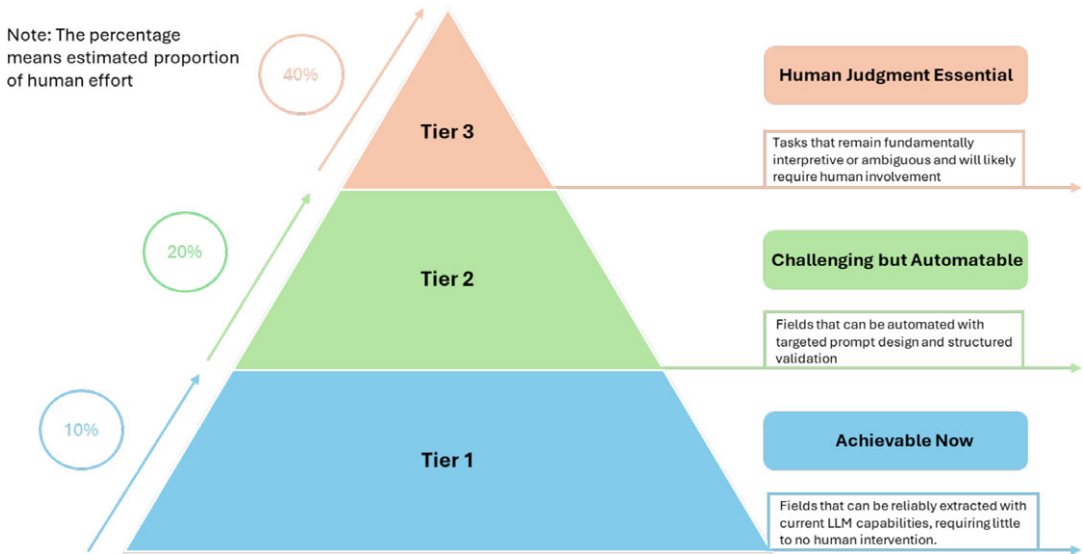 Note: The percentage
means estimated proportion
of human effort
40%
Human Judgment Essential
Tier 3
Tasks that remain fundamentally
interpretive or ambiguous and will likely
require human involvement
20%
Challenging but Automatable
Tier 2
Fields that can be automated with
targeted prompt design and structured
validation
10%
Achievable Now
Tier 1
Fields that can be reliably extracted with
current LLM capabilities, requiring little
to no human intervention.